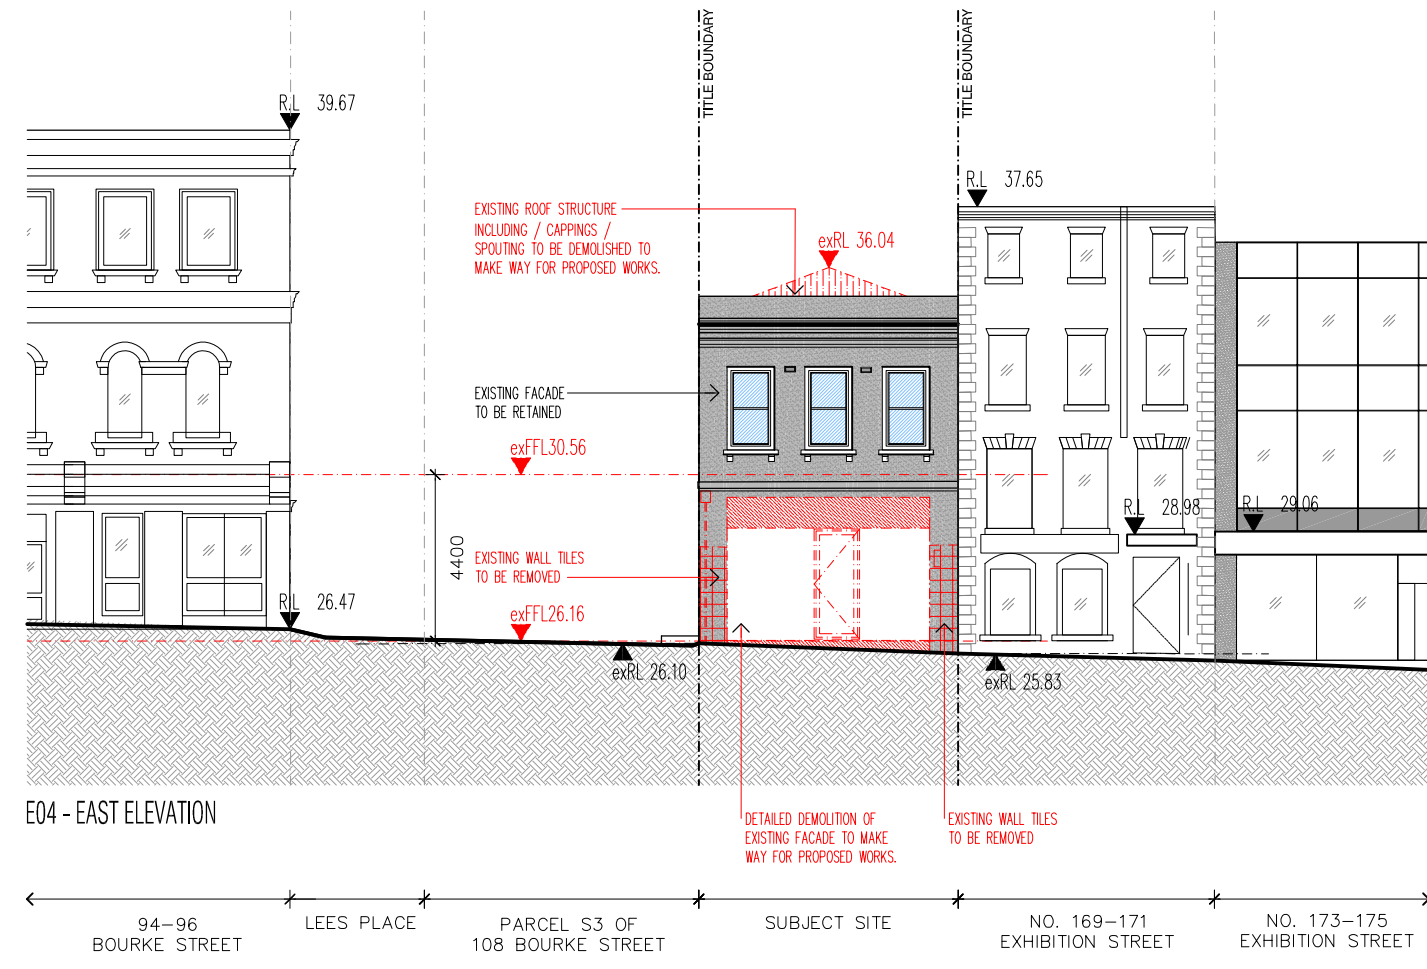 TITLE BOUNDARY
TITLE BOUNDARY
R.L 39.67
R.L 37.65
EXISTING ROOF STRUCTURE
INCLUDING / CAPPINGS /
SPOUTING TO BE DEMOLISHED TO
MAKE WAY FOR PROPOSED WORKS.
exRL 36.04
EXISTING FACADE
TO BE RETAINED
exFFL30.56
R.L 28.98
R.L 29.06
4400
EXISTING WALL TILES
TO BE REMOVED
R.L 26.47
exFFL26.16
exRL 26.10
exRL 25.83
E04 - EAST ELEVATION
DETAILED DEMOLITION OF
EXISTING FACADE TO MAKE
WAY FOR PROPOSED WORKS.
EXISTING WALL TILES
TO BE REMOVED
94-96
BOURKE STREET
LEES PLACE
PARCEL S3 OF
108 BOURKE STREET
SUBJECT SITE
NO. 169-171
EXHIBITION STREET
NO. 173-175
EXHIBITION STREET